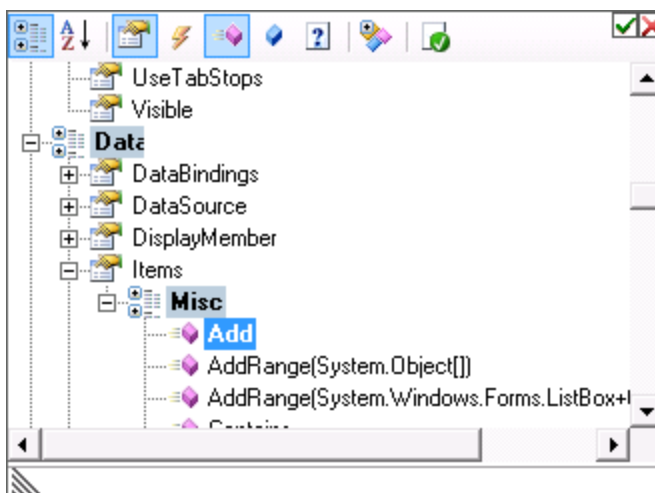 A
Z
?
UseTabStops
Visible
Data
DataBindings
DataSource
DisplayMember
Items
Misc
Add
AddRange(System.Object[])
AddRange(System.Windows.Forms.ListBox+